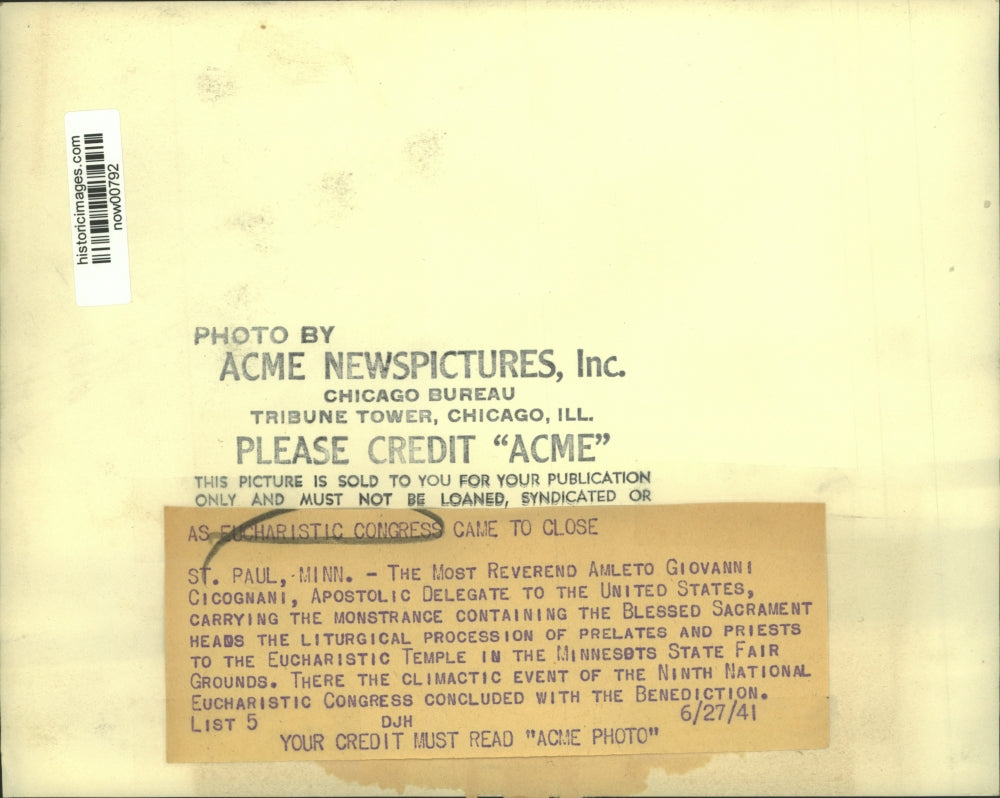 historicimages.com
now00792
PHOTO BY
ACME NEWSPICTURES, Inc.
CHICAGO BUREAU
TRIBUNE TOWER, CHICAGO, ILL.
PLEASE CREDIT “ACME”
THIS PICTURE IS SOLD TO YOU FOR YOUR PUBLICATION
ONLY AND MUST NOT BE LOANED, SYNDICATED OR
AS EUCHARISTIC CONGRESS CAME TO CLOSE
ST. PAUL, MINN. – THE MOST REVEREND AMLETO GIOVANNI
CICOGNANI, APOSTOLIC DELEGATE TO THE UNITED STATES,
CARRYING THE MONSTRANCE CONTAINING THE BLESSED SACRAMENT
HEADS THE LITURGICAL PROCESSION OF PRELATES AND PRIESTS
TO THE EUCHARISTIC TEMPLE IN THE MINNESOTS STATE FAIR
GROUNDS. THERE THE CLIMACTIC EVENT OF THE NINTH NATIONAL
EUCHARISTIC CONGRESS CONCLUDED WITH THE BENEDICTION.
LIST 5 DJH 6/27/41
YOUR CREDIT MUST READ "ACME PHOTO"